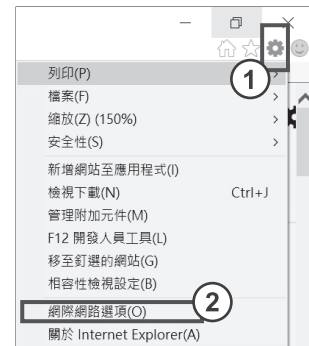 1
列印(P)
檔案(F)
縮放(Z) (150%)
安全性(S)
新增網站至應用程式(I)
檢視下載(N) Ctrl+J
管理附加元件(M)
F12 開發人員工具(L)
移至釘選的網站(G)
相容性檢視設定(B)
網際網路選項(O) 2
關於 Internet Explorer(A)